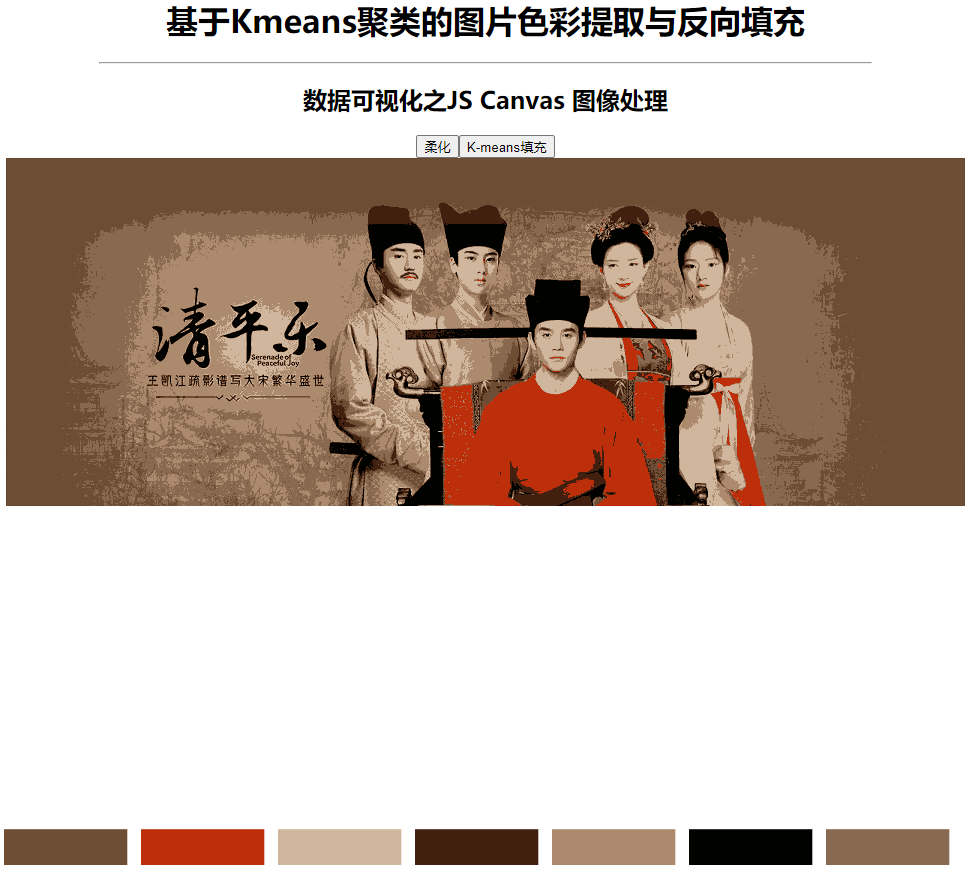 基于Kmeans聚类的图片色彩提取与反向填充
数据可视化之JS Canvas 图像处理
柔化
K-means填充
清平乐
Serenade of
Peaceful Joy
王凯江疏影谱写大宋繁华盛世